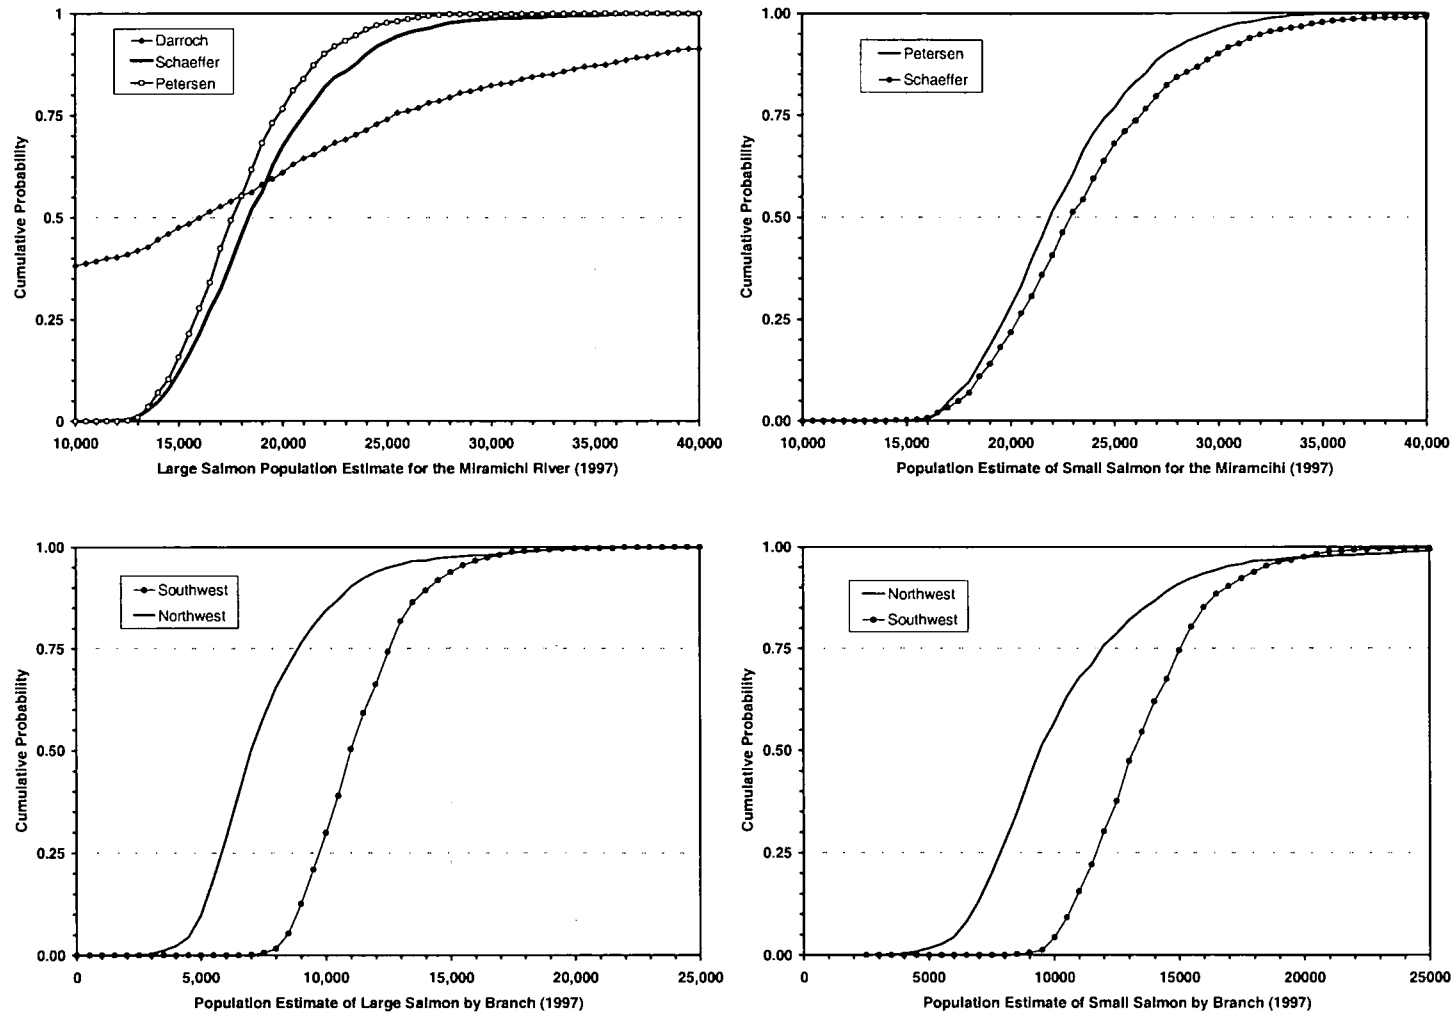 1.00
0.75
0.5
0.25
0
Cumulative Probability
Darroch
Schaeffer
Petersen
10,000 15,000 20,000 25,000 30,000 35,000 40,000
Large Salmon Population Estimate for the Miramichi River (1997)
1.00
0.75
0.50
0.25
0.00
Cumulative Probability
Petersen
Schaeffer
10,000 15,000 20,000 25,000 30,000 35,000 40,000
Population Estimate of Small Salmon for the Miramcihi (1997)
1.00
0.75
0.50
0.25
0.00
Cumulative Probability
Southwest
Northwest
0 5,000 10,000 15,000 20,000 25,000
Population Estimate of Large Salmon by Branch (1997)
1.00
0.75
0.50
0.25
0.00
Cumulative Probability
Northwest
Southwest
0 5000 10000 15000 20000 25000
Population Estimate of Small Salmon by Branch (1997)